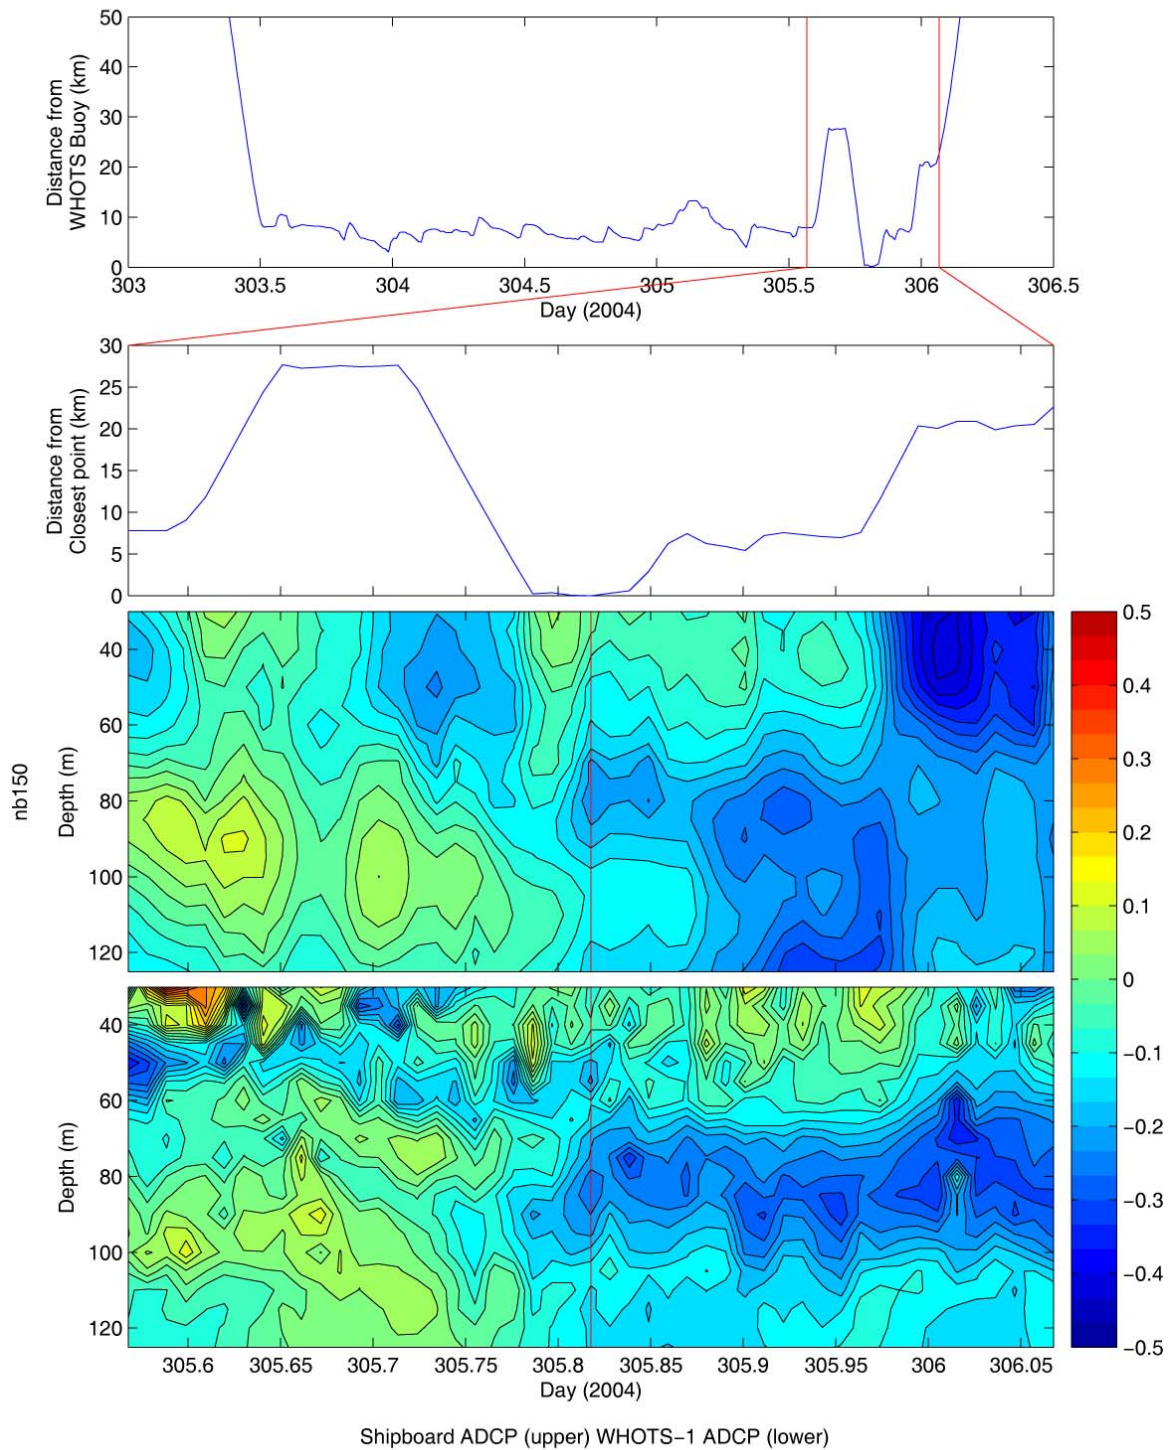 50
40
30
20
10
0
Distance from
WHOTS Buoy (km)
303 303.5 304 304.5 305 305.5 306 306.5
Day (2004)
30
25
20
15
10
5
0
Distance from
Closest point (km)
nb150
Depth (m)
40
60
80
100
120
0.5
0.4
0.3
0.2
0.1
0
−0.1
−0.2
−0.3
−0.4
−0.5
Depth (m)
40
60
80
100
120
305.6 305.65 305.7 305.75 305.8 305.85 305.9 305.95 306 306.05
Day (2004)
Shipboard ADCP (upper) WHOTS−1 ADCP (lower)